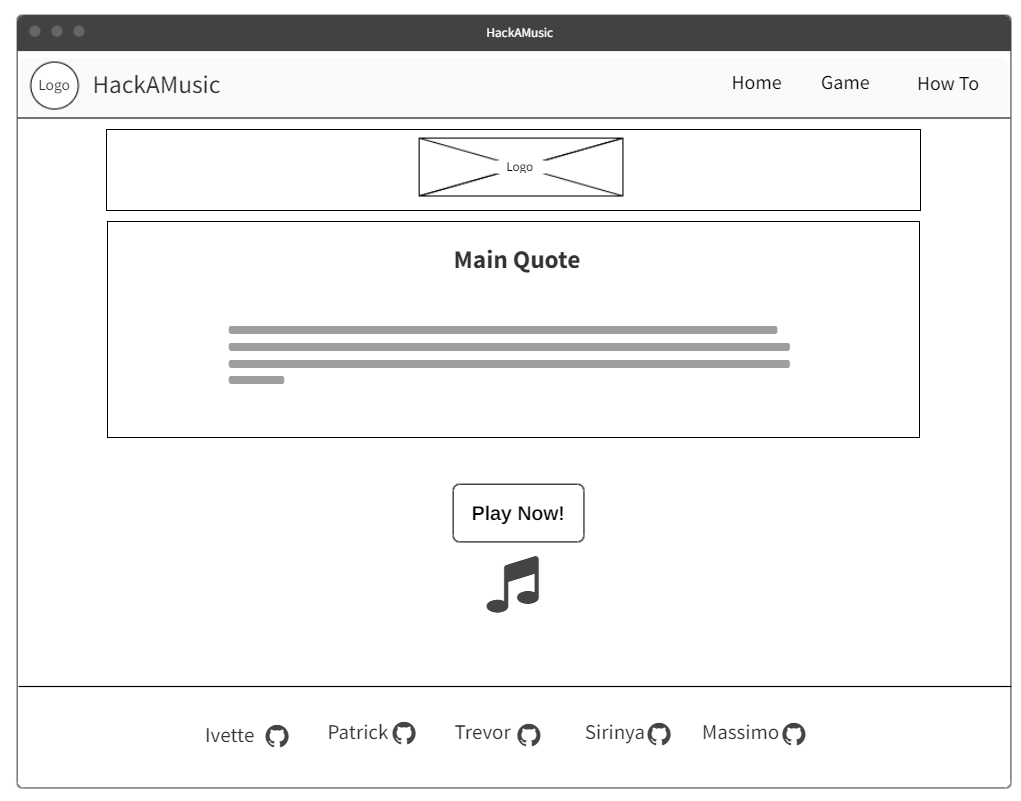 HackAMusic
Logo HackAMusic Home Game How To
Logo
Main Quote
Play Now!
Ivette Patrick Trevor Sirinya Massimo